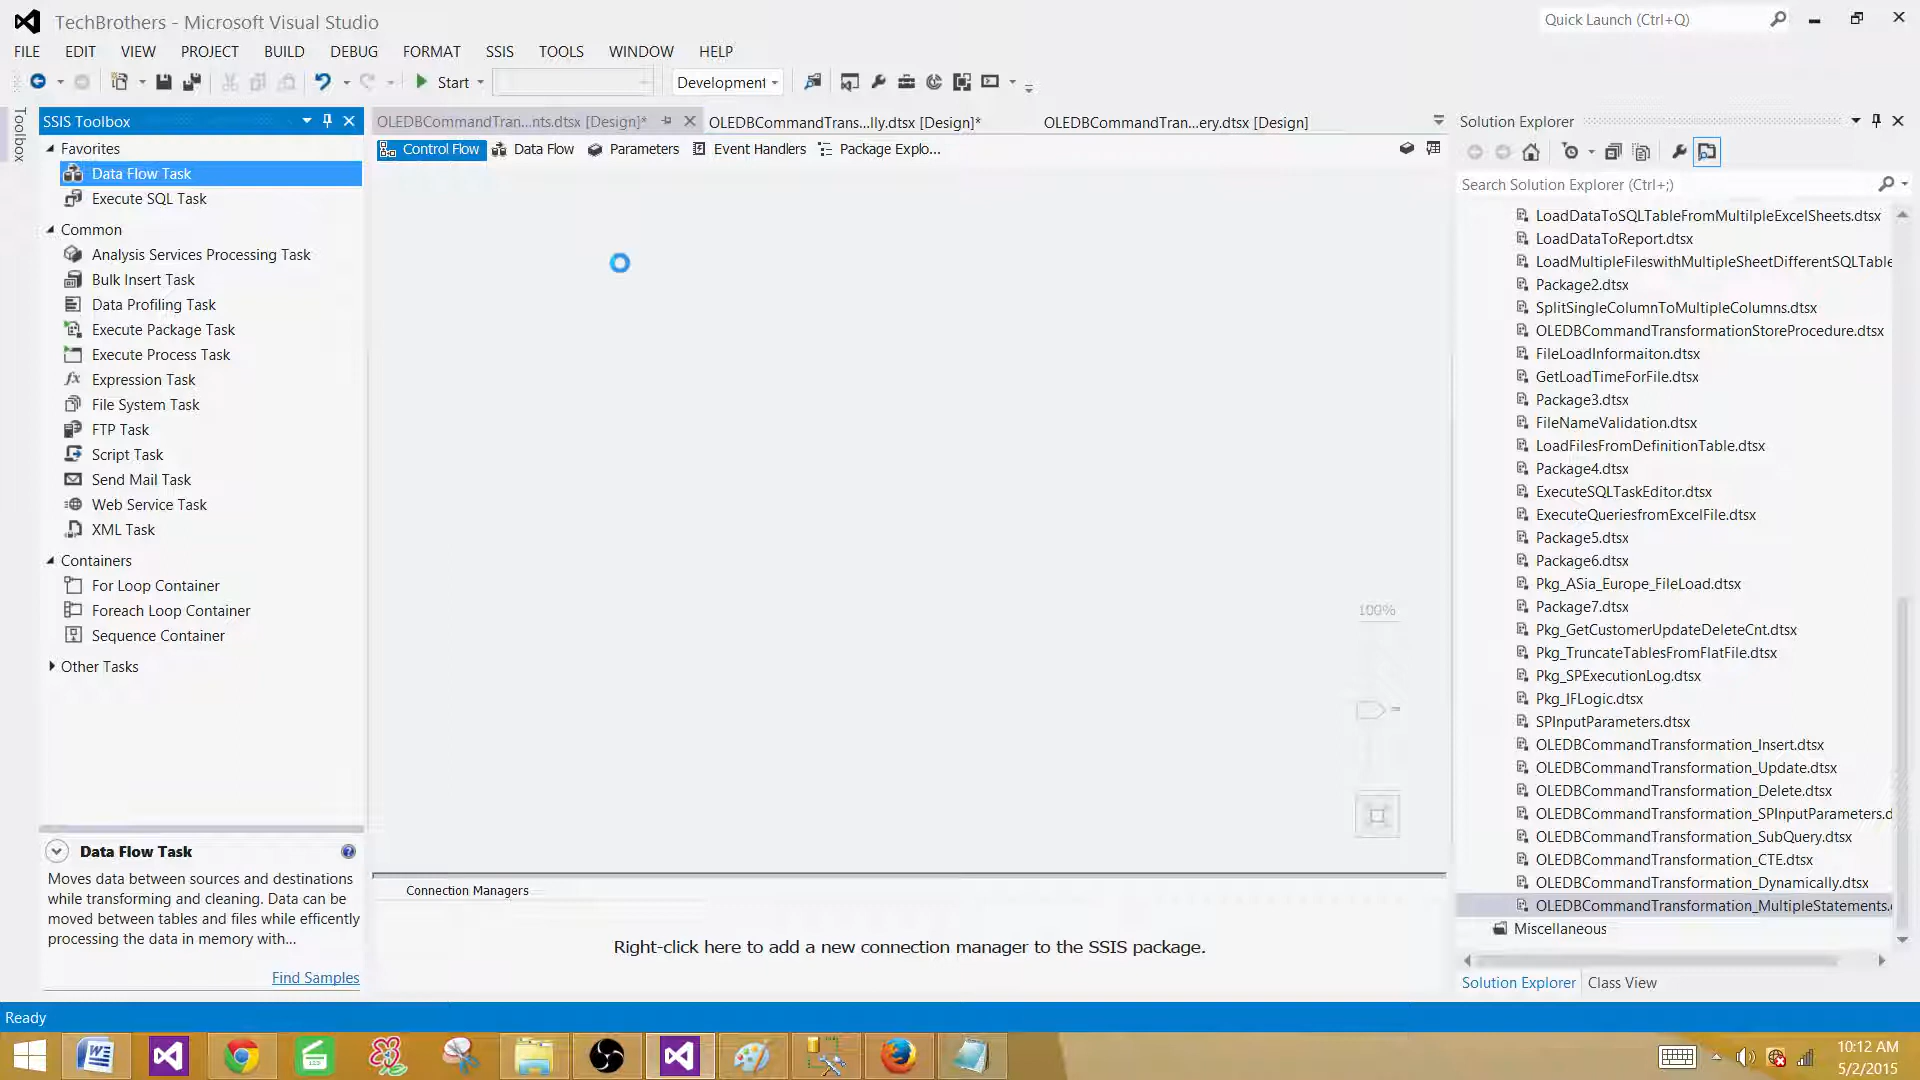 TechBrothers - Microsoft Visual Studio
Quick Launch (Ctrl+Q)
FILE EDIT VIEW PROJECT BUILD DEBUG FORMAT SSIS TOOLS WINDOW HELP
Start
Development
Toolbox
SSIS Toolbox
Favorites
Data Flow Task
Execute SQL Task
Common
Analysis Services Processing Task
Bulk Insert Task
Data Profiling Task
Execute Package Task
Execute Process Task
Expression Task
File System Task
FTP Task
Script Task
Send Mail Task
Web Service Task
XML Task
Containers
For Loop Container
Foreach Loop Container
Sequence Container
Other Tasks
Data Flow Task
Moves data between sources and destinations
while transforming and cleaning. Data can be
moved between tables and files while efficently
processing the data in memory with...
Find Samples
OLEDBCommandTran...nts.dtsx [Design]*
OLEDBCommandTrans...lly.dtsx [Design]*
OLEDBCommandTran...ery.dtsx [Design]
Control Flow
Data Flow
Parameters
Event Handlers
Package Explo...
100%
Connection Managers
Right-click here to add a new connection manager to the SSIS package.
Solution Explorer
Search Solution Explorer (Ctrl+;)
LoadDataToSQLTableFromMultiIpleExcelSheets.dtsx
LoadDataToReport.dtsx
LoadMultipleFileswithMultipleSheetDifferentSQLTable
Package2.dtsx
SplitSingleColumnToMultipleColumns.dtsx
OLEDBCommandTransformationStoreProcedure.dtsx
FileLoadInformaiton.dtsx
GetLoadTimeForFile.dtsx
Package3.dtsx
FileNameValidation.dtsx
LoadFilesFromDefinitionTable.dtsx
Package4.dtsx
ExecuteSQLTaskEditor.dtsx
ExecuteQueriesfromExcelFile.dtsx
Package5.dtsx
Package6.dtsx
Pkg_ASia_Europe_FileLoad.dtsx
Package7.dtsx
Pkg_GetCustomerUpdateDeleteCnt.dtsx
Pkg_TruncateTablesFromFlatFile.dtsx
Pkg_SPExecutionLog.dtsx
Pkg_IFLogic.dtsx
SPInputParameters.dtsx
OLEDBCommandTransformation_Insert.dtsx
OLEDBCommandTransformation_Update.dtsx
OLEDBCommandTransformation_Delete.dtsx
OLEDBCommandTransformation_SPInputParameters.d
OLEDBCommandTransformation_SubQuery.dtsx
OLEDBCommandTransformation_CTE.dtsx
OLEDBCommandTransformation_Dynamically.dtsx
OLEDBCommandTransformation_MultipleStatements.
Miscellaneous
Solution Explorer
Class View
Ready
10:12 AM
5/2/2015